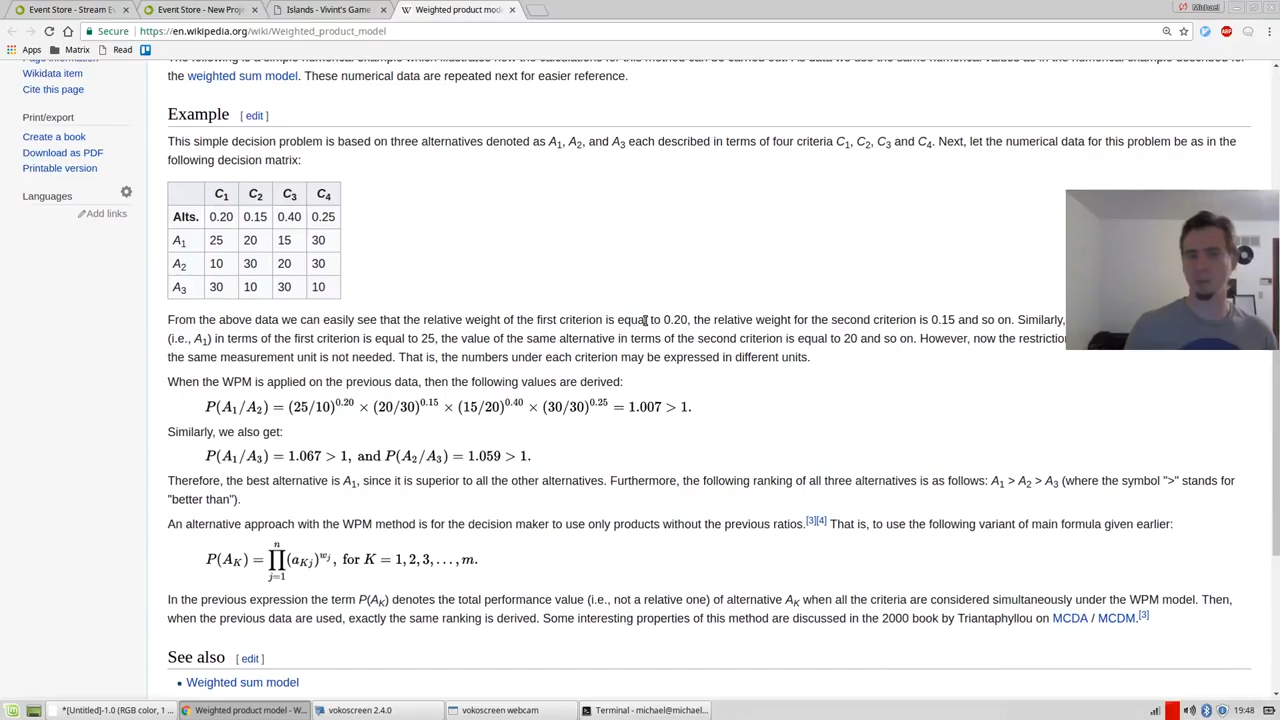 Event Store - Stream Ev
Event Store - New Proje
Islands - Vivint's Game
Weighted product mode
Michael
Secure
https://en.wikipedia.org/wiki/Weighted_product_model
Apps
Matrix
Read
Page information
Wikidata item
Cite this page
Print/export
Create a book
Download as PDF
Printable version
Languages
Add links
the weighted sum model. These numerical data are repeated next for easier reference.
Example [ edit ]
This simple decision problem is based on three alternatives denoted as A1, A2, and A3 each described in terms of four criteria C1, C2, C3 and C4. Next, let the numerical data for this problem be as in the
following decision matrix:
C1 C2 C3 C4
Alts. 0.20 0.15 0.40 0.25
A1 25 20 15 30
A2 10 30 20 30
A3 30 10 30 10
From the above data we can easily see that the relative weight of the first criterion is equal to 0.20, the relative weight for the second criterion is 0.15 and so on. Similarly,
(i.e., A1) in terms of the first criterion is equal to 25, the value of the same alternative in terms of the second criterion is equal to 20 and so on. However, now the restriction
the same measurement unit is not needed. That is, the numbers under each criterion may be expressed in different units.
When the WPM is applied on the previous data, then the following values are derived:
P(A1/A2) = (25/10)^0.20 × (20/30)^0.15 × (15/20)^0.40 × (30/30)^0.25 = 1.007 > 1.
Similarly, we also get:
P(A1/A3) = 1.067 > 1, and P(A2/A3) = 1.059 > 1.
Therefore, the best alternative is A1, since it is superior to all the other alternatives. Furthermore, the following ranking of all three alternatives is as follows: A1 > A2 > A3 (where the symbol ">" stands for
"better than").
An alternative approach with the WPM method is for the decision maker to use only products without the previous ratios.[3][4] That is, to use the following variant of main formula given earlier:
P(AK) = ∏_{j=1}^{n} (aKj)^wj, for K = 1, 2, 3, …, m.
In the previous expression the term P(AK) denotes the total performance value (i.e., not a relative one) of alternative AK when all the criteria are considered simultaneously under the WPM model. Then,
when the previous data are used, exactly the same ranking is derived. Some interesting properties of this method are discussed in the 2000 book by Triantaphyllou on MCDA / MCDM.[3]
See also [ edit ]
• Weighted sum model
*[Untitled]-1.0 (RGB color, 1 ...
Weighted product model - W...
vokoscreen 2.4.0
vokoscreen webcam
Terminal - michael@michael...
19:48